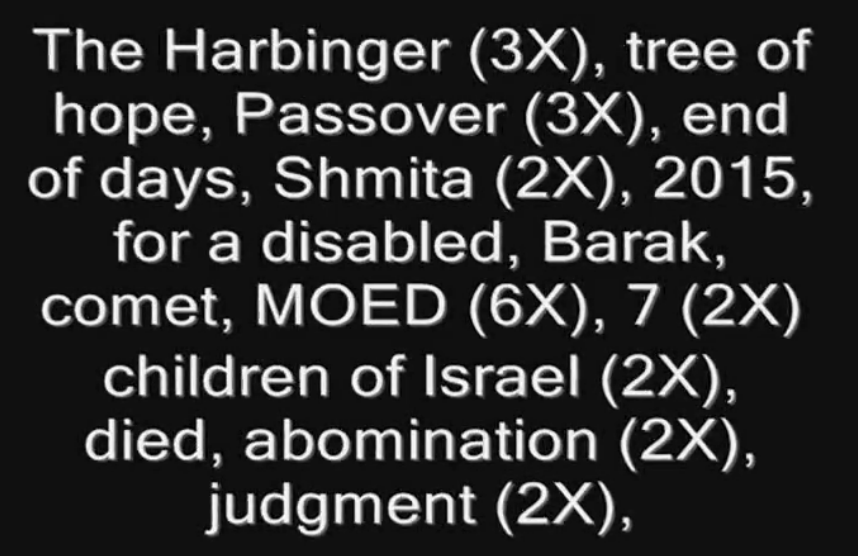 The Harbinger (3X), tree of
hope, Passover (3X), end
of days, Shmita (2X), 2015,
for a disabled, Barak,
comet, MOED (6X), 7 (2X)
children of Israel (2X),
died, abomination (2X),
judgment (2X),